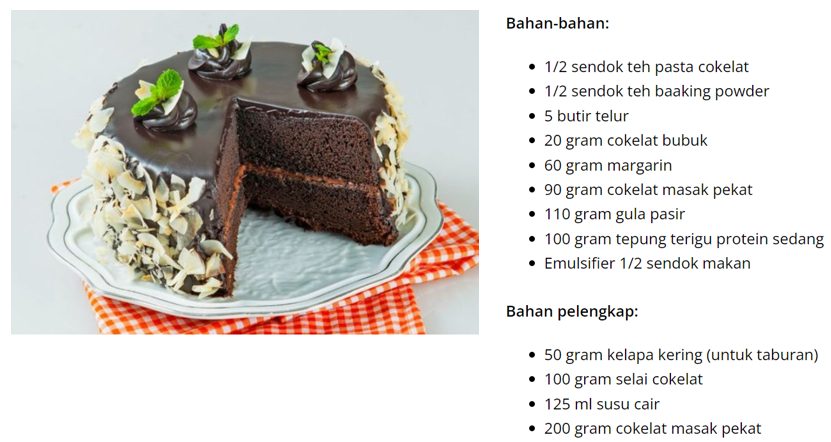 Bahan-bahan:
1/2 sendok teh pasta cokelat
1/2 sendok teh baaking powder
5 butir telur
20 gram cokelat bubuk
60 gram margarin
90 gram cokelat masak pekat
110 gram gula pasir
100 gram tepung terigu protein sedang
Emulsifier 1/2 sendok makan
Bahan pelengkap:
50 gram kelapa kering (untuk taburan)
100 gram selai cokelat
125 ml susu cair
200 gram cokelat masak pekat